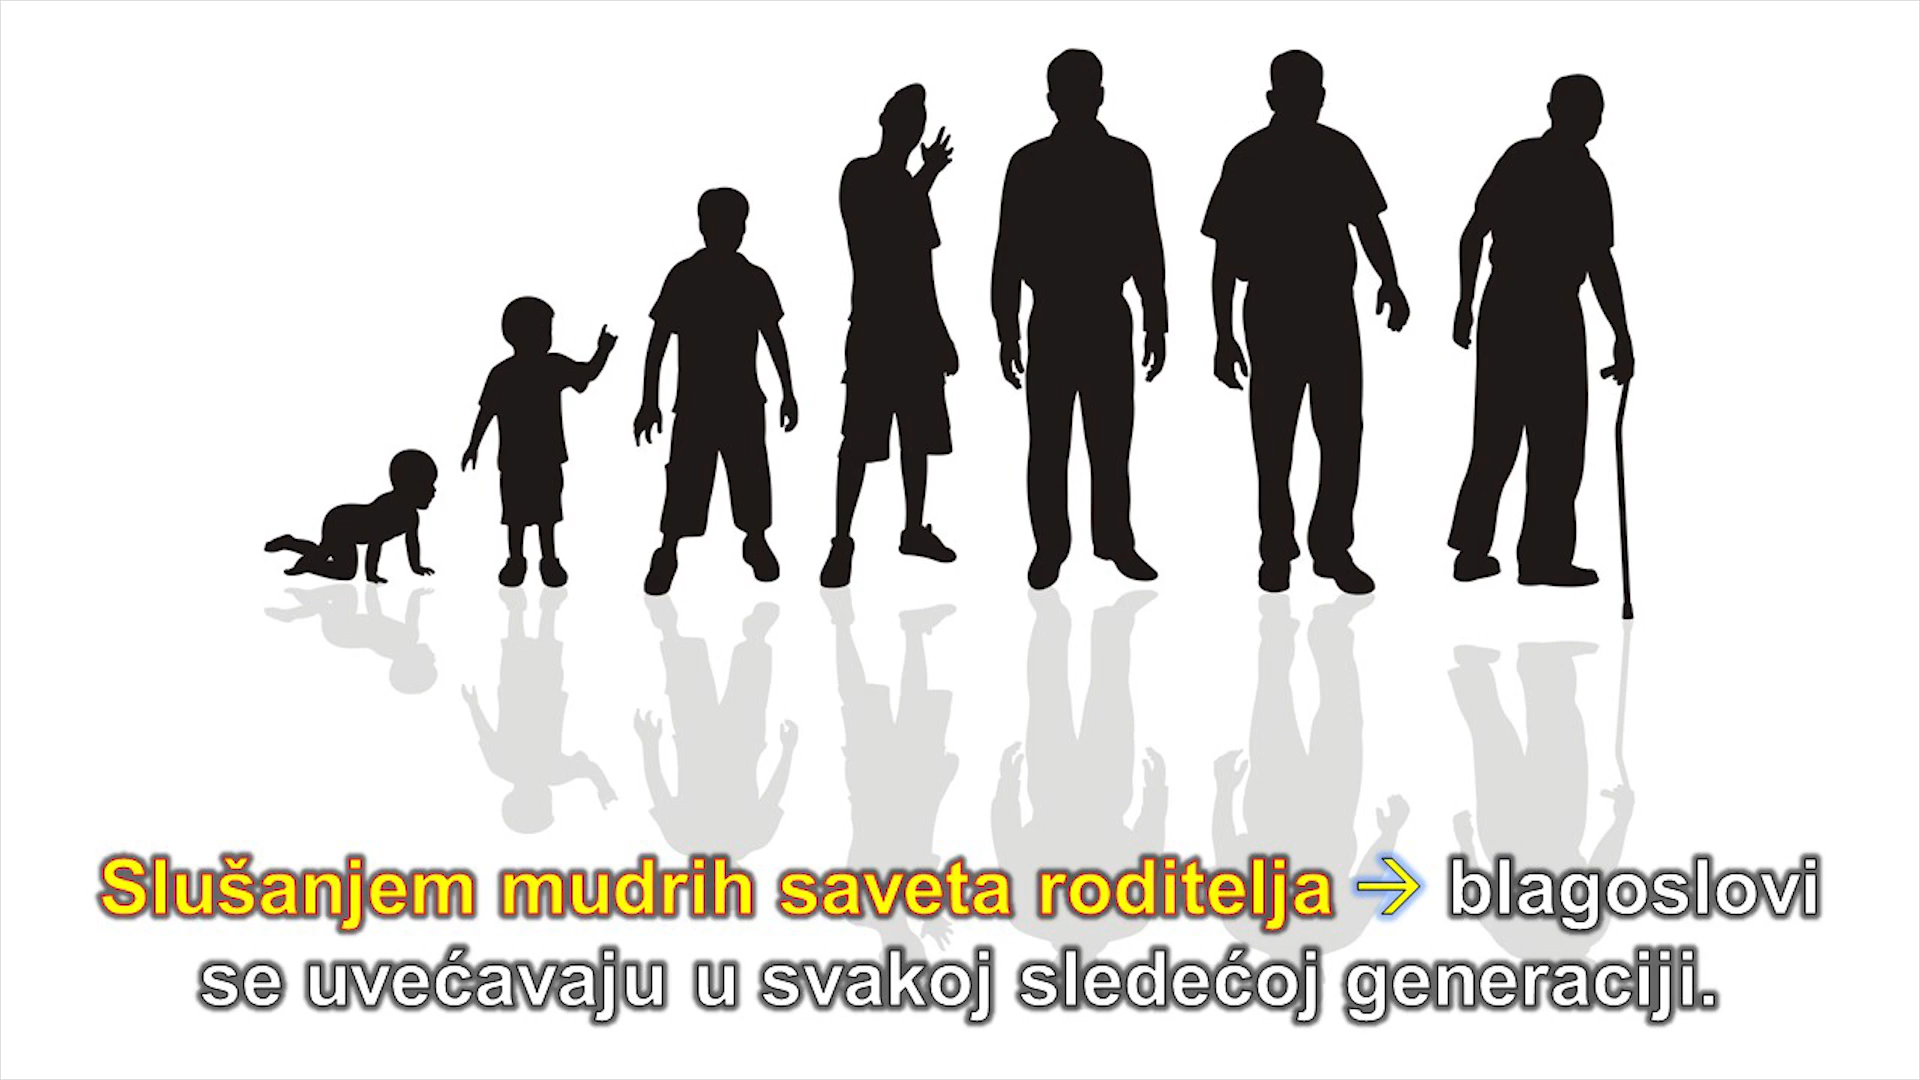 Slušanjem mudrih saveta roditelja → blagoslovi
se uvećavaju u svakoj sledećoj generaciji.